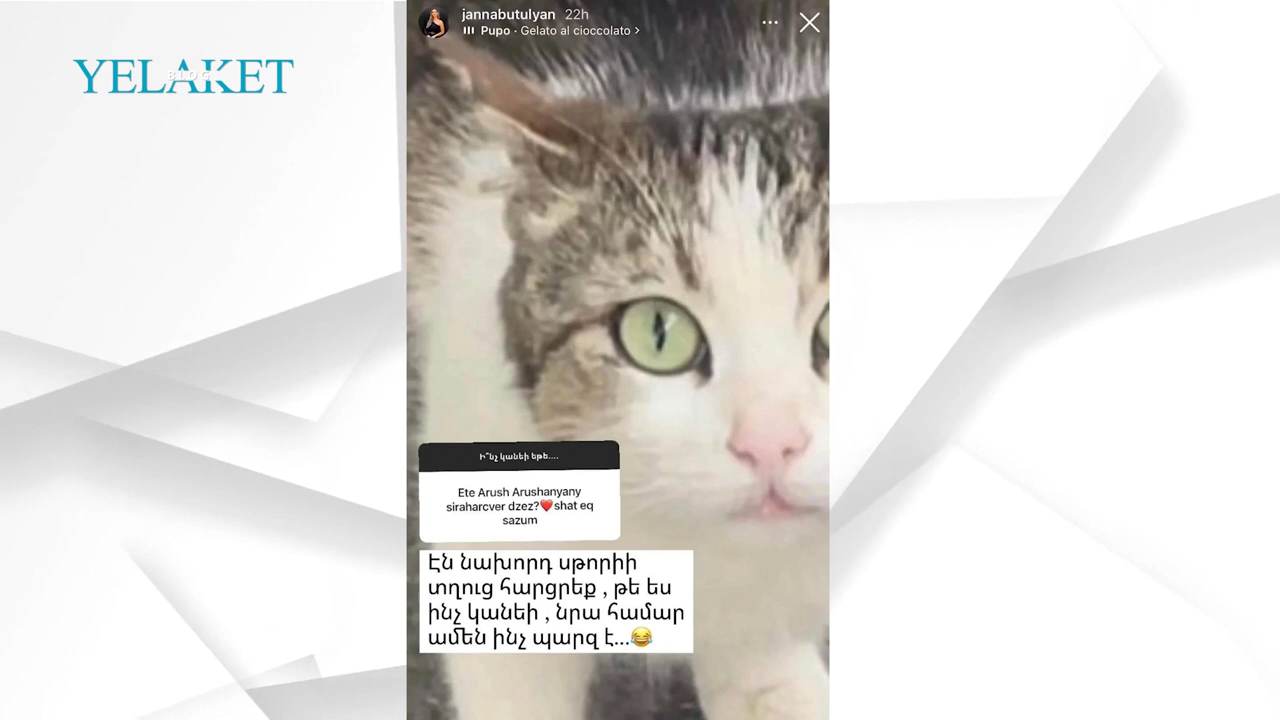 YELAKET
BLOG
jannabutulyan 22h
Pupo · Gelato al cioccolato >
Ի՞նչ կանեի եթե....
Ete Arush Arushanyany
siraharcver dzez?❤️shat eq
sazum
Էն նախորդ սթորիի
տղուց հարցրեք , թե ես
ինչ կանեի , նրա համար
ամեն ինչ պարզ է...😂